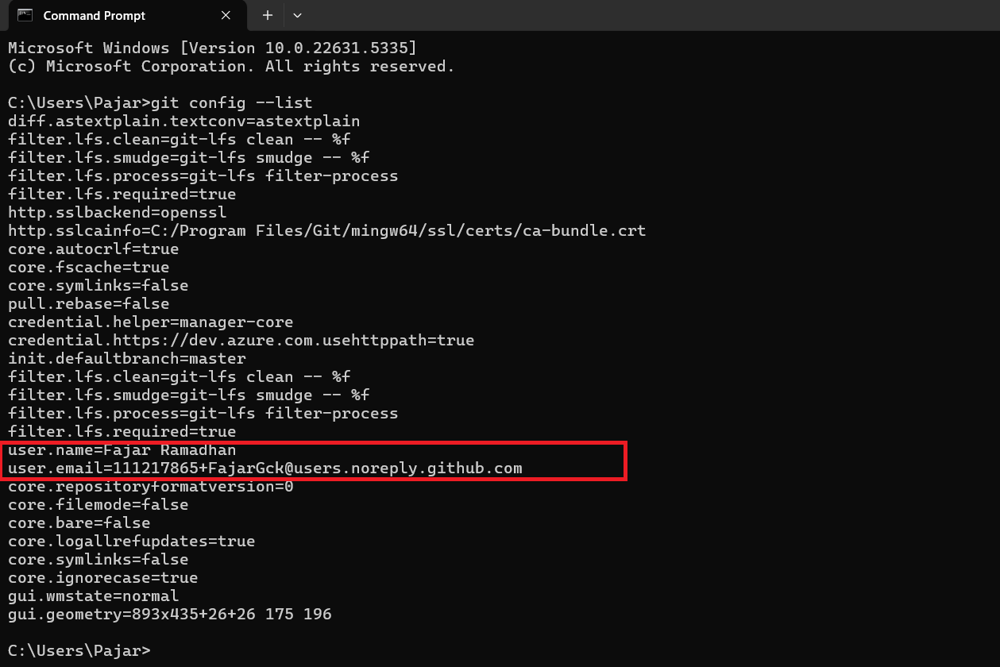 Command Prompt
Microsoft Windows [Version 10.0.22631.5335]
(c) Microsoft Corporation. All rights reserved.
C:\Users\Pajar>git config --list
diff.astextplain.textconv=astextplain
filter.lfs.clean=git-lfs clean -- %f
filter.lfs.smudge=git-lfs smudge -- %f
filter.lfs.process=git-lfs filter-process
filter.lfs.required=true
http.sslbackend=openssl
http.sslcainfo=C:/Program Files/Git/mingw64/ssl/certs/ca-bundle.crt
core.autocrlf=true
core.fscache=true
core.symlinks=false
pull.rebase=false
credential.helper=manager-core
credential.https://dev.azure.com.usehttppath=true
init.defaultbranch=master
filter.lfs.clean=git-lfs clean -- %f
filter.lfs.smudge=git-lfs smudge -- %f
filter.lfs.process=git-lfs filter-process
filter.lfs.required=true
user.name=Fajar Ramadhan
user.email=111217865+FajarGck@users.noreply.github.com
core.repositoryformatversion=0
core.filemode=false
core.bare=false
core.logallrefupdates=true
core.symlinks=false
core.ignorecase=true
gui.wmstate=normal
gui.geometry=893x435+26+26 175 196
C:\Users\Pajar>